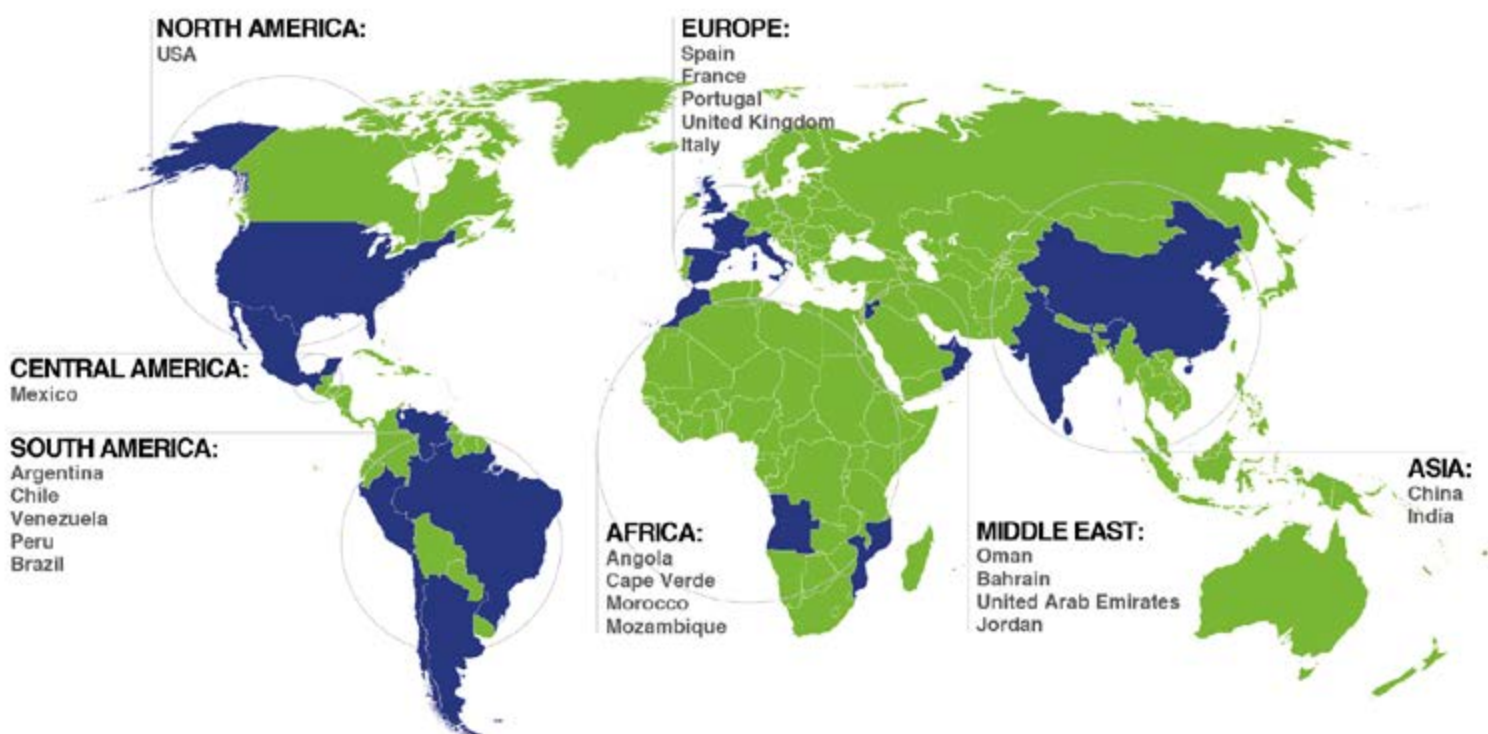 NORTH AMERICA:
USA
EUROPE:
Spain
France
Portugal
United Kingdom
Italy
CENTRAL AMERICA:
Mexico
SOUTH AMERICA:
Argentina
Chile
Venezuela
Peru
Brazil
AFRICA:
Angola
Cape Verde
Morocco
Mozambique
MIDDLE EAST:
Oman
Bahrain
United Arab Emirates
Jordan
ASIA:
China
India